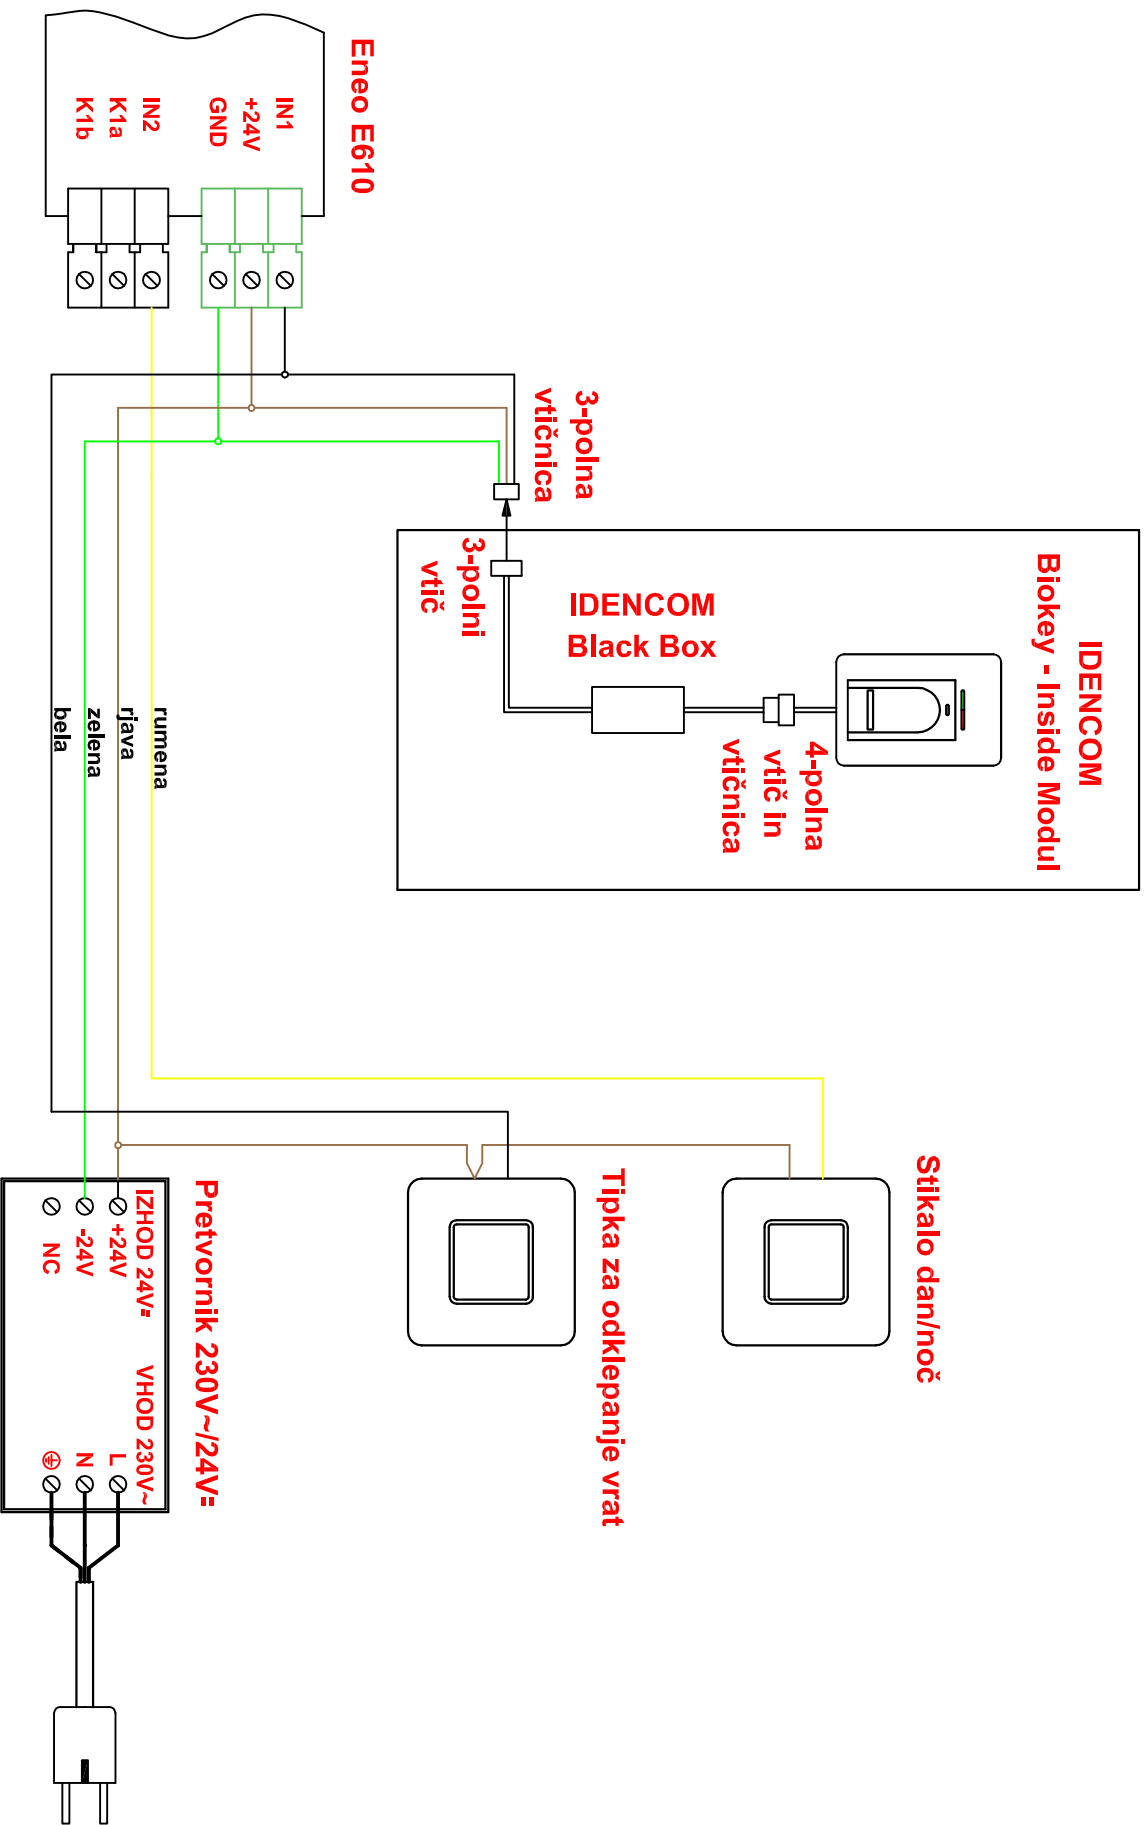 Eneo E610
IN1
+24V
GND
IN2
K1a
K1b
3-polna
vtičnica
3-polni
vtič
IDENCOM
Black Box
IDENCOM
Biokey - Inside Modul
4-polna
vtič in
vtičnica
rumena
rjava
zelena
bela
Stikalo dan/noč
Tipka za odklepanje vrat
Pretvornik 230V~/24V=
IZHOD 24V=
+24V
-24V
NC
VHOD 230V~
L
N